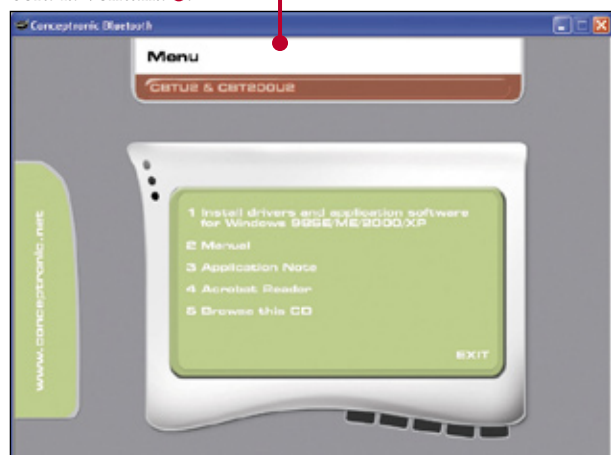 Conceptronic Bluetooth
Menu
CBTU2 & CBT200U2
www.conceptronic.net
1 Install drivers and application software
for Windows 98SE/ME/2000/XP
2 Manual
3 Application Note
4 Acrobat Reader
5 Browse this CD
EXIT